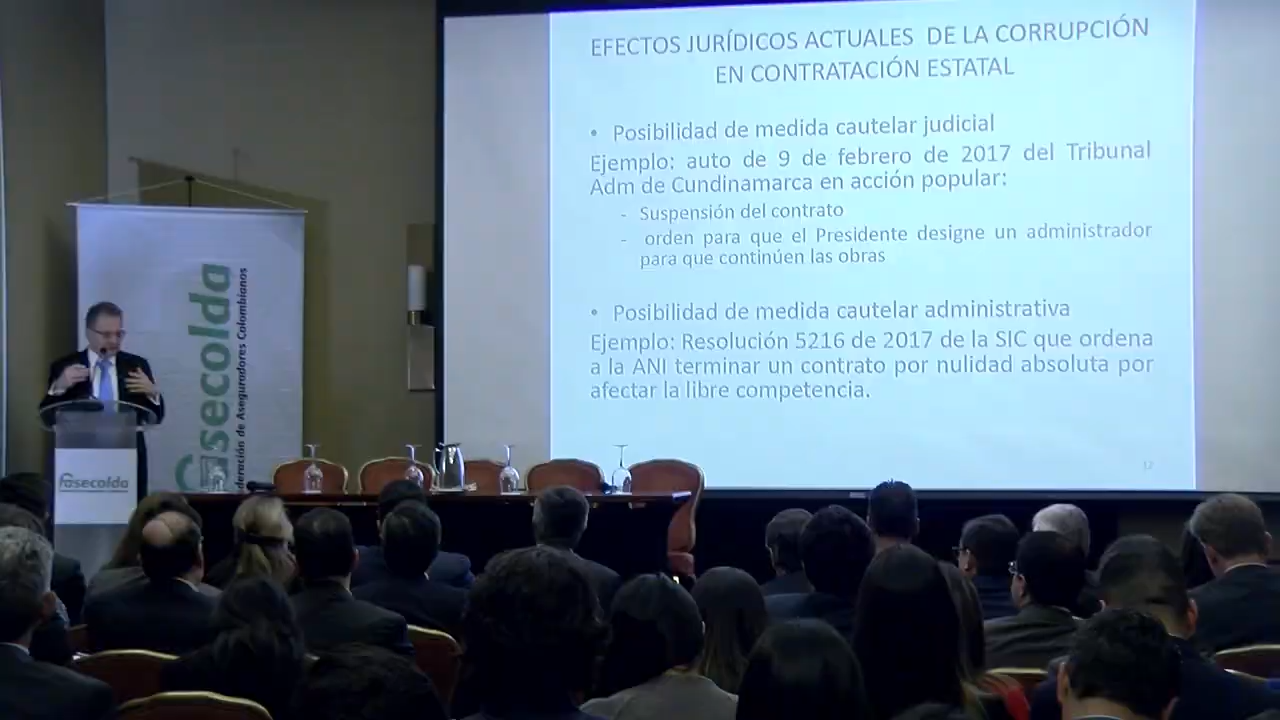 EFECTOS JURÍDICOS ACTUALES DE LA CORRUPCIÓN
EN CONTRATACIÓN ESTATAL
• Posibilidad de medida cautelar judicial
Ejemplo: auto de 9 de febrero de 2017 del Tribunal
Adm de Cundinamarca en acción popular:
- Suspensión del contrato
- orden para que el Presidente designe un administrador
para que continúen las obras
• Posibilidad de medida cautelar administrativa
Ejemplo: Resolución 5216 de 2017 de la SIC que ordena
a la ANI terminar un contrato por nulidad absoluta por
afectar la libre competencia.
17
fasecolda
deración de Aseguradores Colombianos
fasecolda